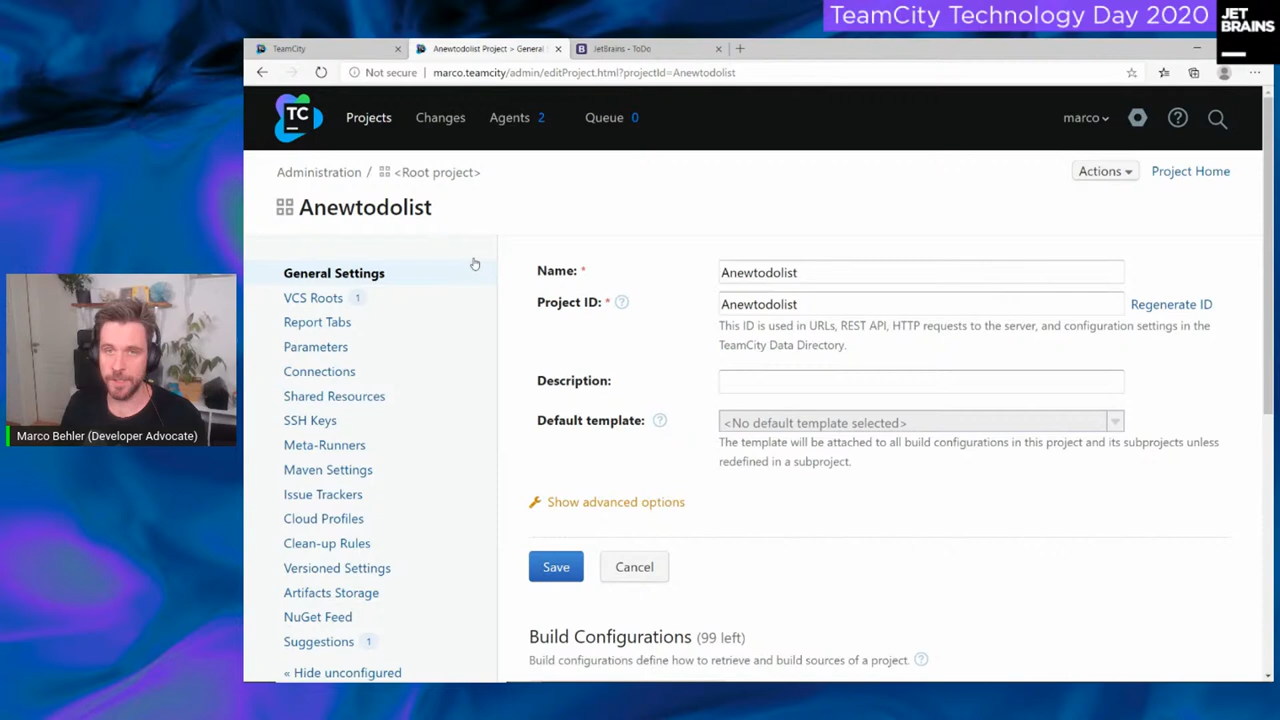 TeamCity Technology Day 2020
JET
BRAINS
TeamCity
Anewtodolist Project > General
JetBrains - ToDo
Not secure
marco.teamcity/admin/editProject.html?projectId=Anewtodolist
TC
Projects
Changes
Agents 2
Queue 0
marco
Administration / <Root project>
Actions
Project Home
Anewtodolist
General Settings
VCS Roots 1
Report Tabs
Parameters
Connections
Shared Resources
SSH Keys
Meta-Runners
Maven Settings
Issue Trackers
Cloud Profiles
Clean-up Rules
Versioned Settings
Artifacts Storage
NuGet Feed
Suggestions 1
« Hide unconfigured
Name: *
Anewtodolist
Project ID: * ?
Anewtodolist
Regenerate ID
This ID is used in URLs, REST API, HTTP requests to the server, and configuration settings in the
TeamCity Data Directory.
Description:
Default template: ?
<No default template selected>
The template will be attached to all build configurations in this project and its subprojects unless
redefined in a subproject.
Show advanced options
Save
Cancel
Build Configurations (99 left)
Build configurations define how to retrieve and build sources of a project. ?
Marco Behler (Developer Advocate)